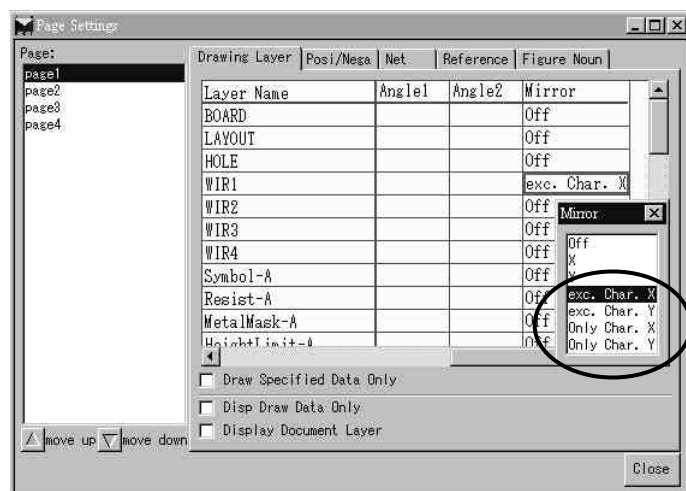 Page Settings
Page:
page1
page2
page3
page4
move up move down
Drawing Layer Posi/Nega Net Reference Figure Noun
Layer Name Angle1 Angle2 Mirror
BOARD Off
LAYOUT Off
HOLE Off
WIR1 exc. Char. X
WIR2 Off
WIR3 Off
WIR4 Off
Symbol-A Off
Resist-A Off
MetalMask-A Off
HeightLimit-A Off
Mirror
Off
X
Y
exc. Char. X
exc. Char. Y
Only Char. X
Only Char. Y
Draw Specified Data Only
Disp Draw Data Only
Display Document Layer
Close